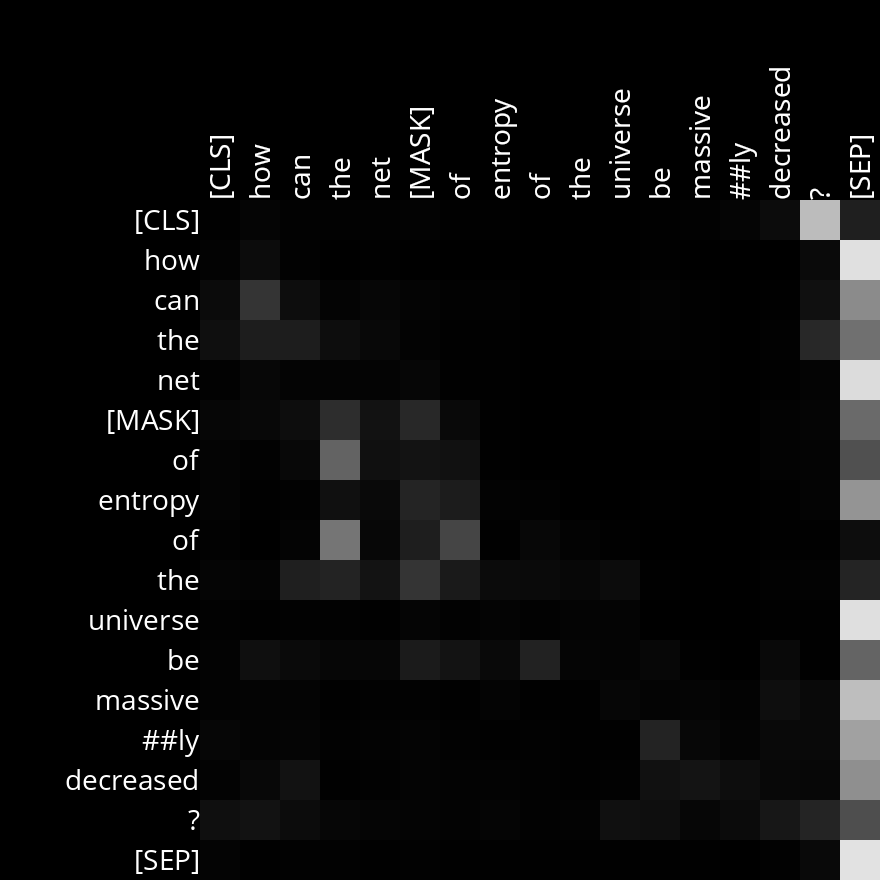 [CLS] how can the net [MASK] of entropy of the universe be massive ##ly decreased ? [SEP]
[CLS]
how
can
the
net
[MASK]
of
entropy
of
the
universe
be
massive
##ly
decreased
?
[SEP]